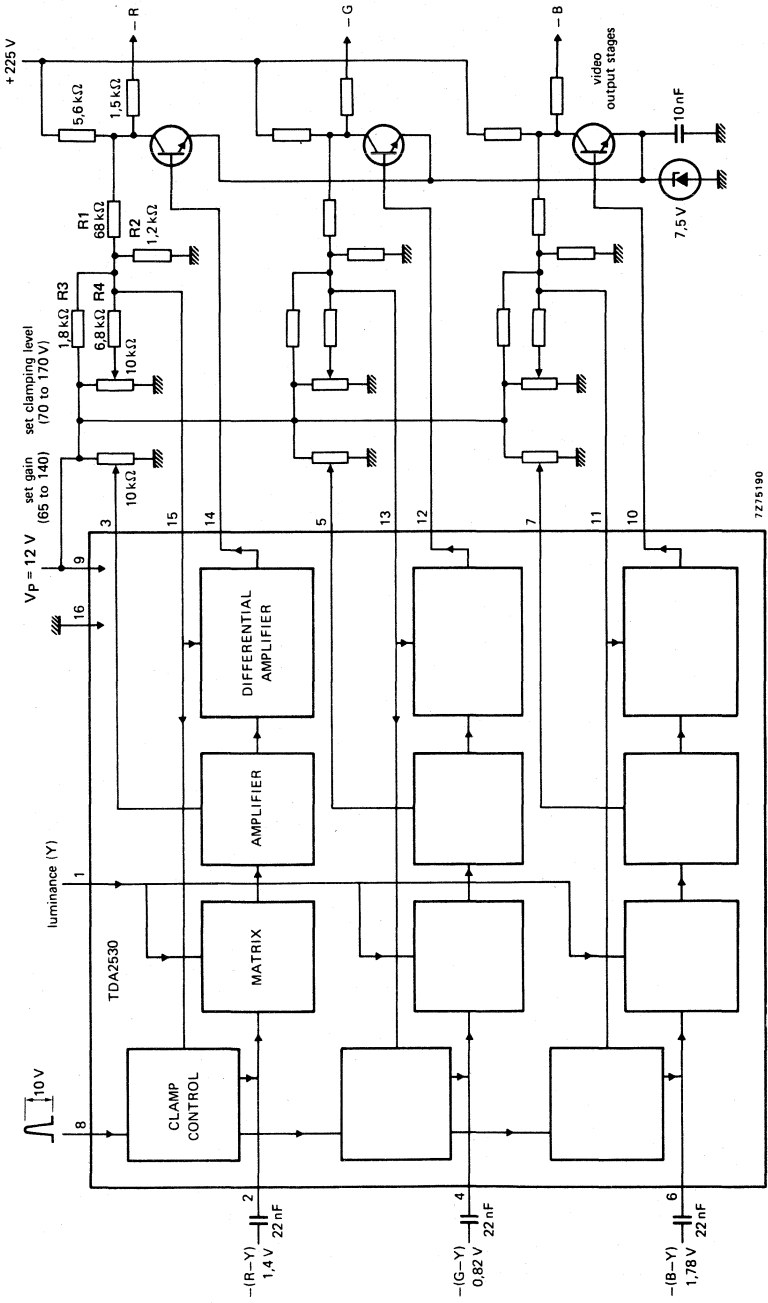 +225 V
– R
– G
– B
5,6 kΩ
1,5 kΩ
video
output stages
10 nF
7,5 V
R1
68 kΩ
R2
1,2 kΩ
R3
1,8 kΩ
R4
6,8 kΩ
10 kΩ
set clamping level
(70 to 170 V)
set gain
(65 to 140)
10 kΩ
VP = 12 V
3
15
14
5
13
12
7
11
10
9
16
7Z75190
DIFFERENTIAL
AMPLIFIER
AMPLIFIER
luminance (Y)
1
TDA2530
MATRIX
10 V
8
CLAMP
CONTROL
2
4
6
22 nF
22 nF
22 nF
–(R–Y)
1,4 V
–(G–Y)
0,82 V
–(B–Y)
1,78 V